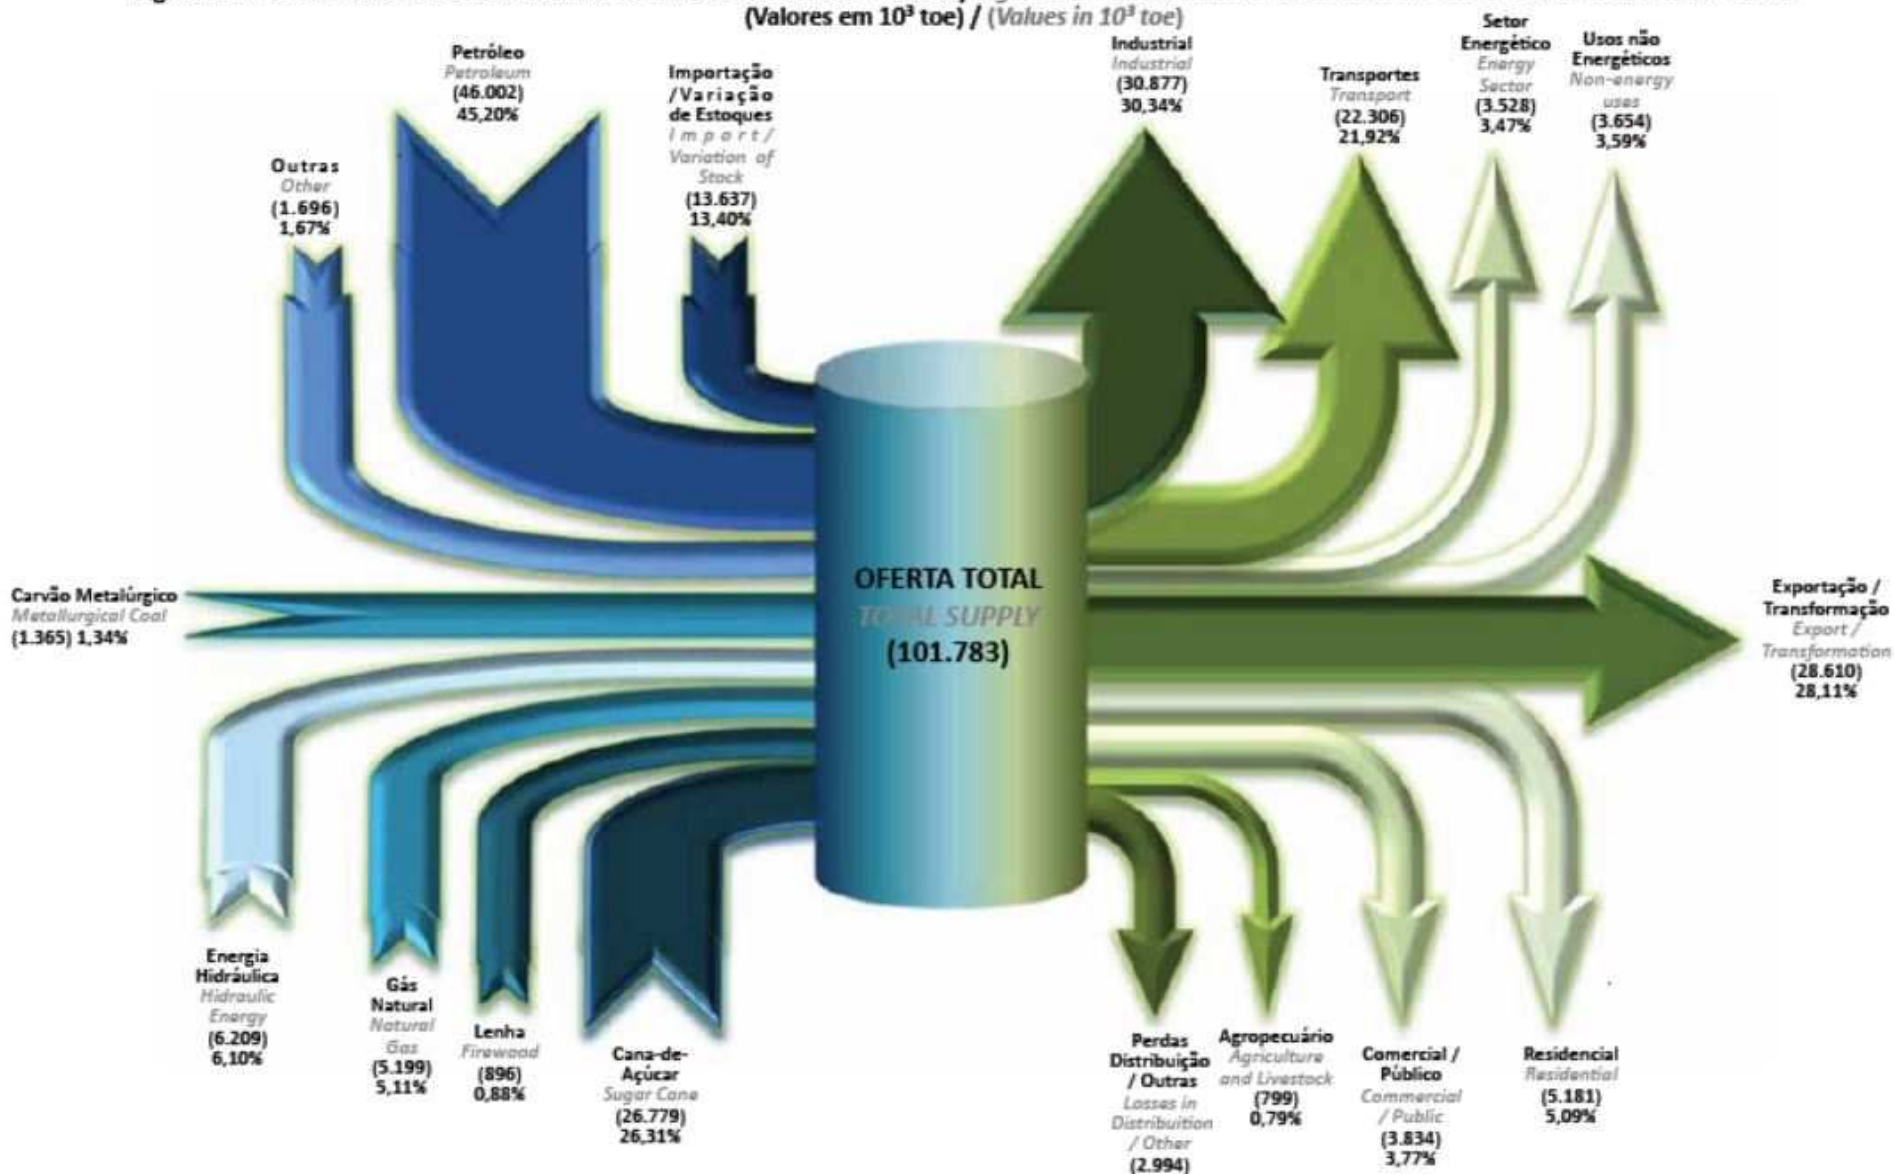 (Valores em 10³ toe) / (Values in 10³ toe)
Petróleo
Petroleum
(46.002)
45,20%
Importação
/Variação
de Estoques
Import/
Variation of
Stock
(13.637)
13,40%
Outras
Other
(1.696)
1,67%
Industrial
Industrial
(30.877)
30,34%
Transportes
Transport
(22.306)
21,92%
Setor
Energético
Energy
Sector
(3.528)
3,47%
Usos não
Energéticos
Non-energy
uses
(3.654)
3,59%
Carvão Metalúrgico
Metallurgical Coal
(1.365) 1,34%
OFERTA TOTAL
TOTAL SUPPLY
(101.783)
Exportação /
Transformação
Export /
Transformation
(28.610)
28,11%
Energia
Hidráulica
Hidraulic
Energy
(6.209)
6,10%
Gás
Natural
Natural
Gas
(5.199)
5,11%
Lenha
Firewood
(896)
0,88%
Cana-de-
Açúcar
Sugar Cane
(26.779)
26,31%
Perdas
Distribuição
/ Outras
Losses in
Distribuition
/ Other
(2.994)
Agropecuário
Agriculture
and Livestock
(799)
0,79%
Comercial /
Público
Commercial
/ Public
(3.834)
3,77%
Residencial
Residential
(5.181)
5,09%